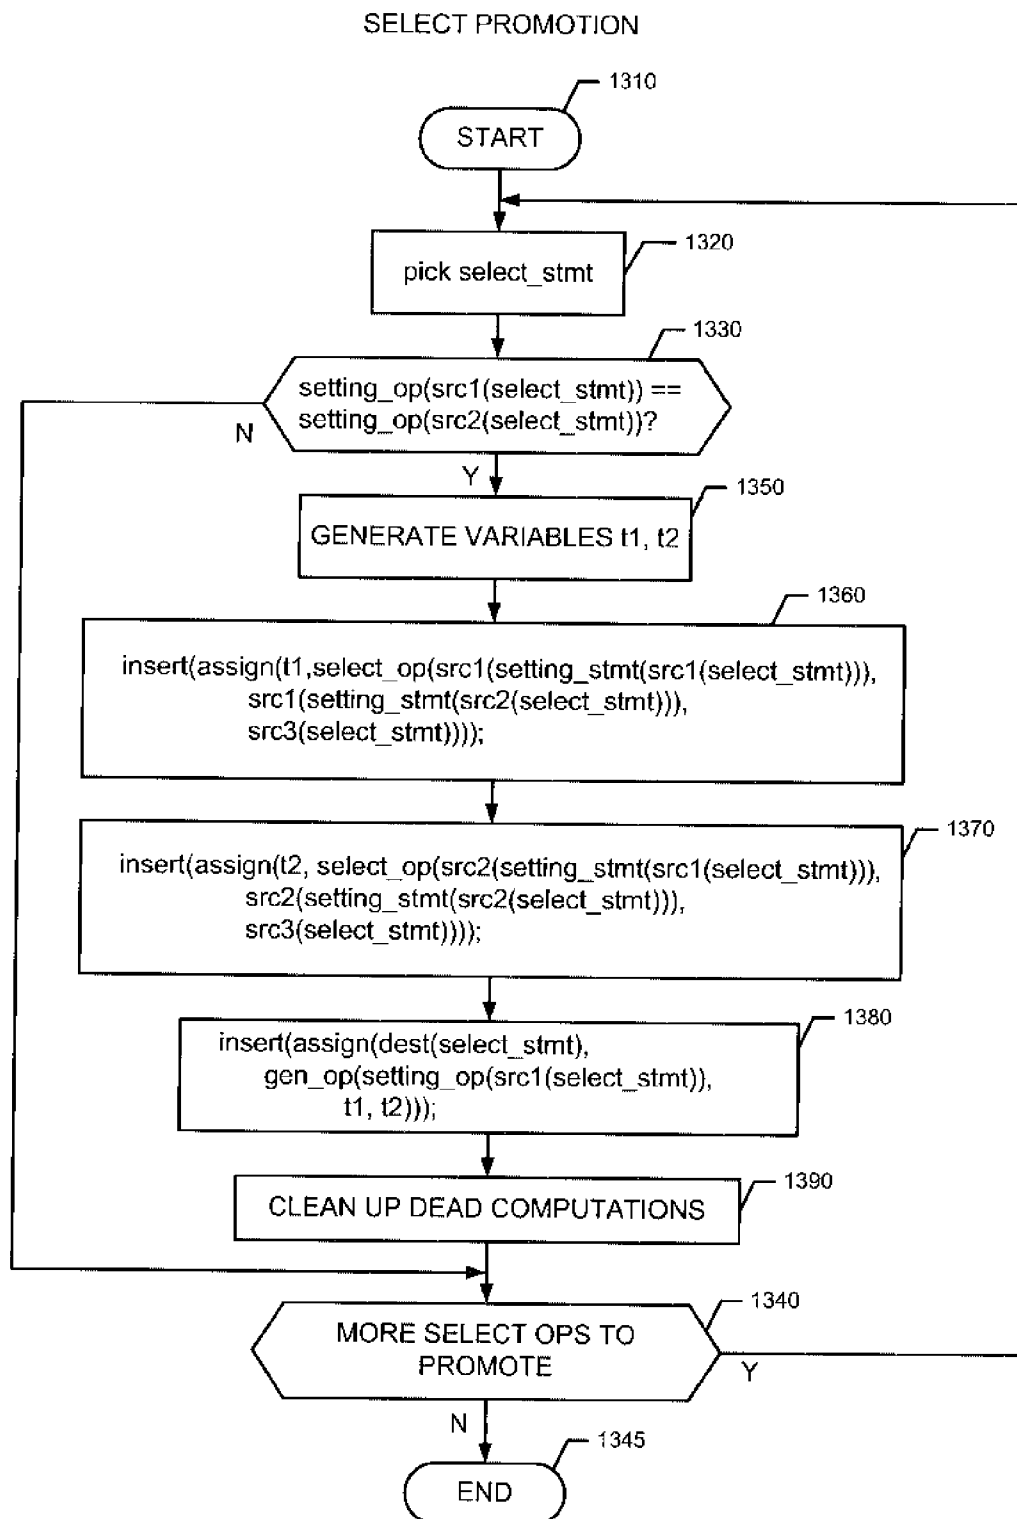 SELECT PROMOTION
1310
START
1320
pick select_stmt
1330
setting_op(src1(select_stmt)) ==
setting_op(src2(select_stmt))?
N
Y
1350
GENERATE VARIABLES t1, t2
1360
insert(assign(t1,select_op(src1(setting_stmt(src1(select_stmt))),
src1(setting_stmt(src2(select_stmt))),
src3(select_stmt))));
1370
insert(assign(t2, select_op(src2(setting_stmt(src1(select_stmt))),
src2(setting_stmt(src2(select_stmt))),
src3(select_stmt))));
1380
insert(assign(dest(select_stmt),
gen_op(setting_op(src1(select_stmt)),
t1, t2)));
1390
CLEAN UP DEAD COMPUTATIONS
1340
MORE SELECT OPS TO
PROMOTE
Y
N
1345
END